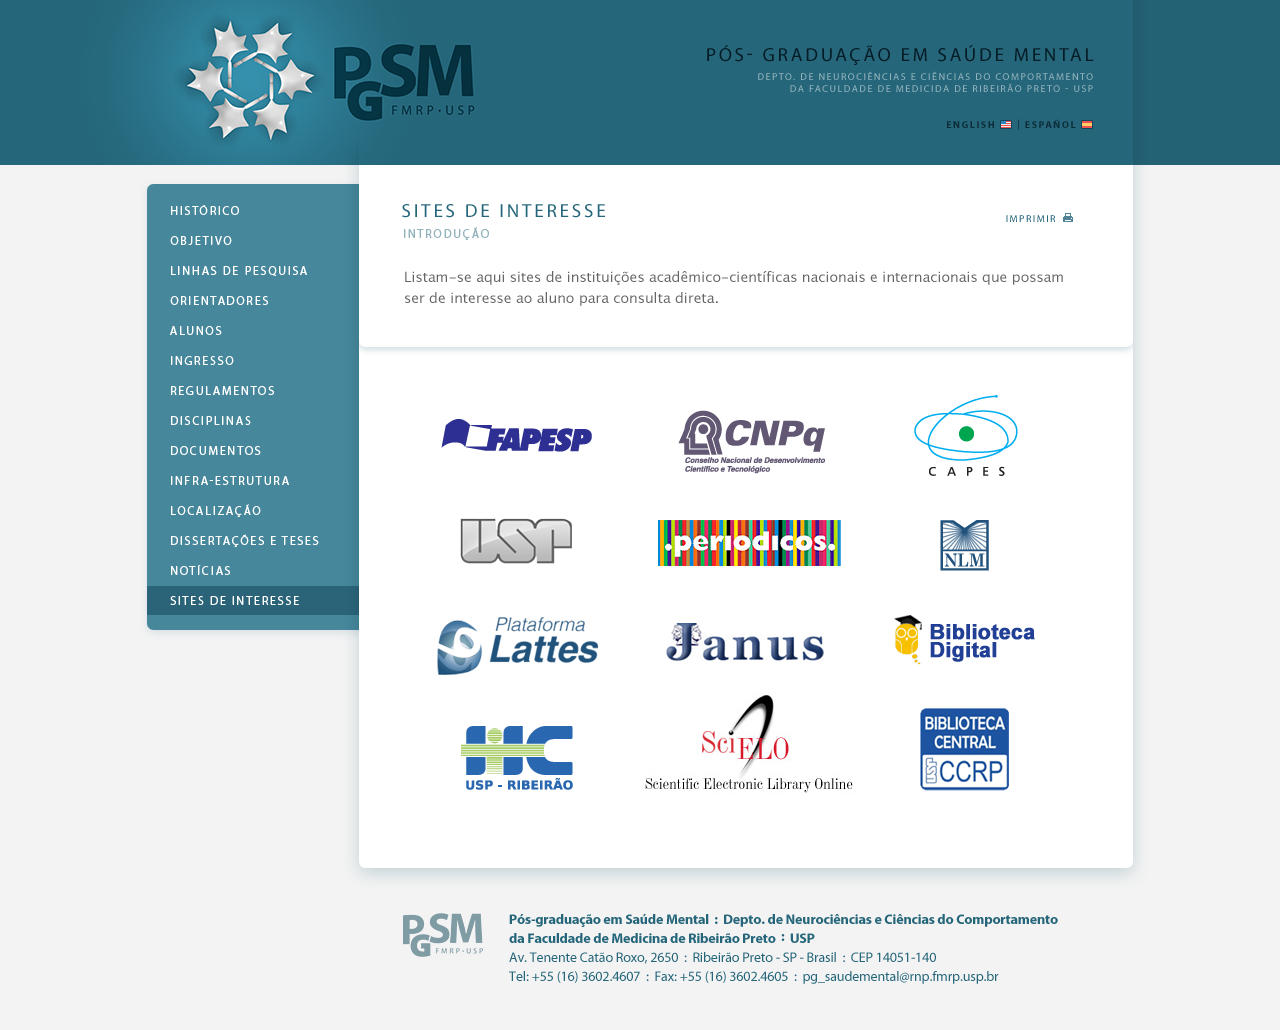 PGSM
FMRP·USP
PÓS- GRADUAÇÃO EM SAÚDE MENTAL
DEPTO. DE NEUROCIÊNCIAS E CIÊNCIAS DO COMPORTAMENTO
DA FACULDADE DE MEDICIDA DE RIBEIRÃO PRETO - USP
ENGLISH | ESPAÑOL
HISTÓRICO
OBJETIVO
LINHAS DE PESQUISA
ORIENTADORES
ALUNOS
INGRESSO
REGULAMENTOS
DISCIPLINAS
DOCUMENTOS
INFRA-ESTRUTURA
LOCALIZAÇÃO
DISSERTAÇÕES E TESES
NOTÍCIAS
SITES DE INTERESSE
SITES DE INTERESSE
IMPRIMIR
INTRODUÇÃO
Listam-se aqui sites de instituições acadêmico-científicas nacionais e internacionais que possam
ser de interesse ao aluno para consulta direta.
FAPESP
CNPq
Conselho Nacional de Desenvolvimento
Científico e Tecnológico
CAPES
USP
.periodicos.
NLM
Plataforma
Lattes
Janus
Biblioteca
Digital
HC
USP - RIBEIRÃO
SciELO
Scientific Electronic Library Online
BIBLIOTECA
CENTRAL
USP
CCRP
PGSM
FMRP·USP
Pós-graduação em Saúde Mental : Depto. de Neurociências e Ciências do Comportamento
da Faculdade de Medicina de Ribeirão Preto : USP
Av. Tenente Catão Roxo, 2650 : Ribeirão Preto - SP - Brasil : CEP 14051-140
Tel: +55 (16) 3602.4607 : Fax: +55 (16) 3602.4605 : pg_saudemental@rnp.fmrp.usp.br